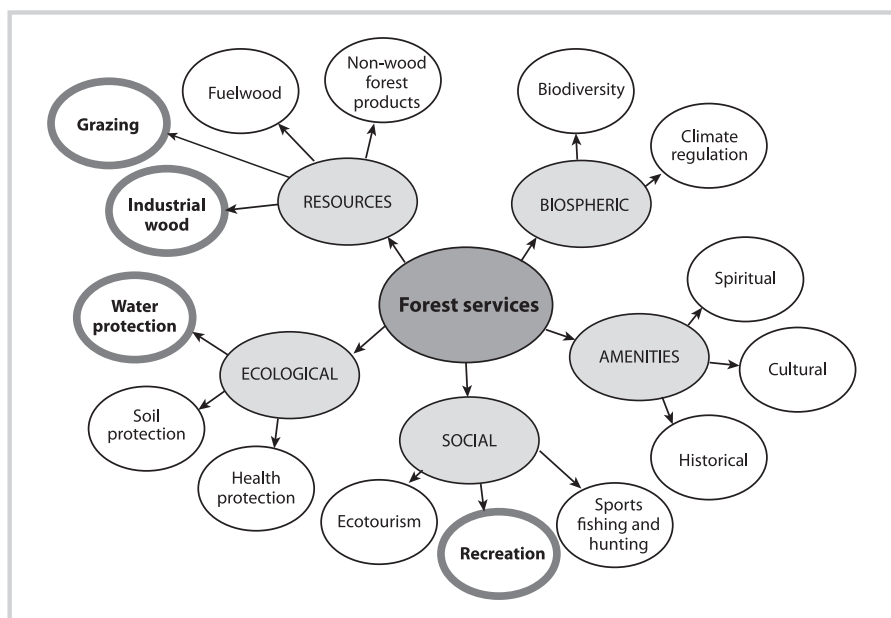 Non-wood
forest
products
Fuelwood
Biodiversity
Grazing
Climate
regulation
RESOURCES
Industrial
wood
BIOSPHERIC
Forest services
Spiritual
Water
protection
ECOLOGICAL
AMENITIES
Cultural
Soil
protection
SOCIAL
Historical
Health
protection
Ecotourism
Recreation
Sports
fishing and
hunting